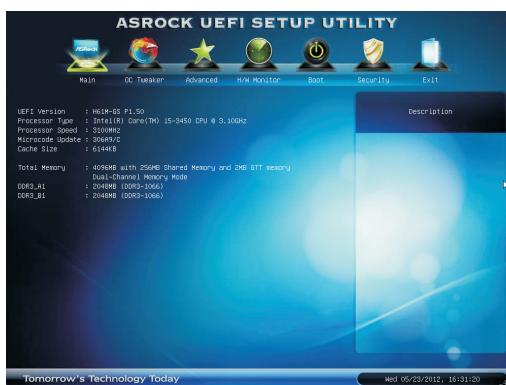 ASROCK UEFI SETUP UTILITY
ASRock
Main OC Tweaker Advanced H/W Monitor Boot Security Exit
UEFI Version : H61M-GS P1.50
Processor Type : Intel(R) Core(TM) i5-3450 CPU @ 3.10GHz
Processor Speed : 3100MHz
Microcode Update : 306A9/C
Cache Size : 6144KB
Total Memory : 4096MB with 256MB Shared Memory and 2MB GTT memory
Dual-Channel Memory Mode
DDR3_A1 : 2048MB (DDR3-1066)
DDR3_B1 : 2048MB (DDR3-1066)
Description
Tomorrow's Technology Today
Wed 05/23/2012, 16:31:20